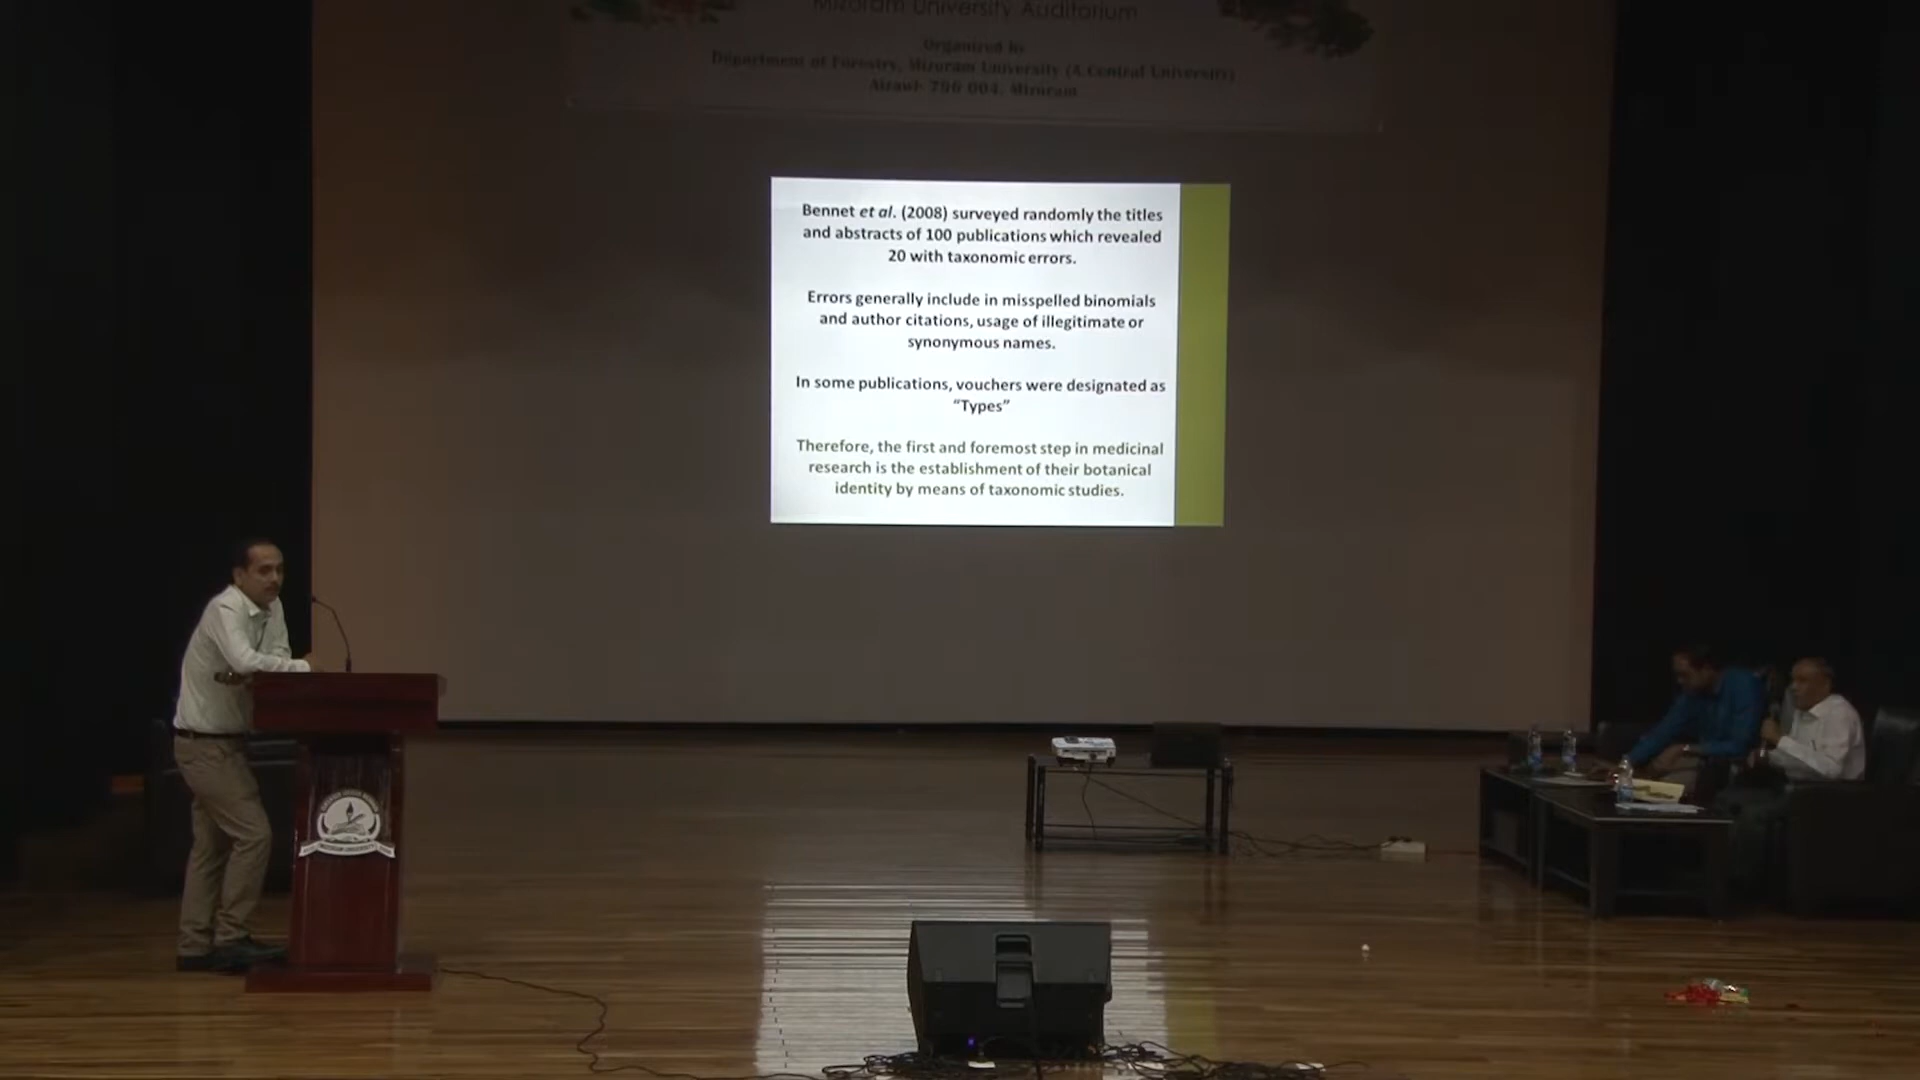 Mizoram University Auditorium
Organized by
Department of Forestry, Mizoram University (A Central University)
Aizawl- 796 004, Mizoram
Bennet et al. (2008) surveyed randomly the titles
and abstracts of 100 publications which revealed
20 with taxonomic errors.
Errors generally include in misspelled binomials
and author citations, usage of illegitimate or
synonymous names.
In some publications, vouchers were designated as
“Types”
Therefore, the first and foremost step in medicinal
research is the establishment of their botanical
identity by means of taxonomic studies.
MIZORAM UNIVERSITY